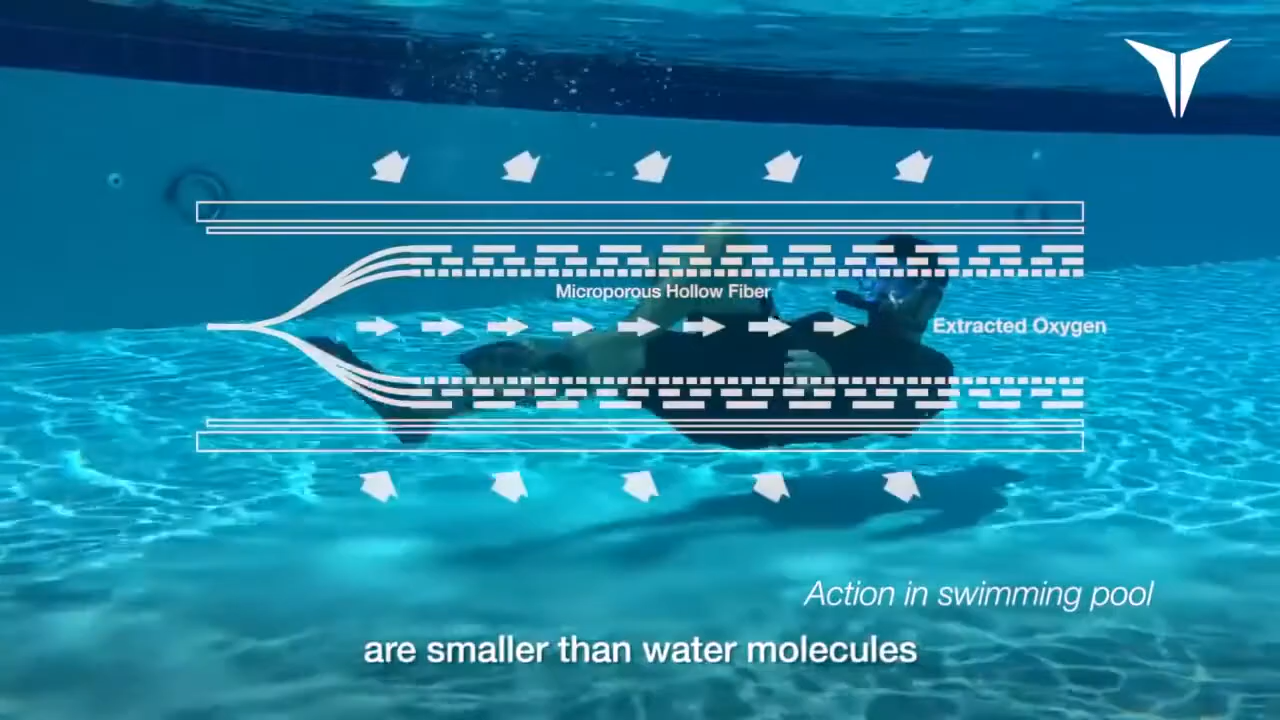 Microporous Hollow Fiber
Extracted Oxygen
Action in swimming pool
are smaller than water molecules